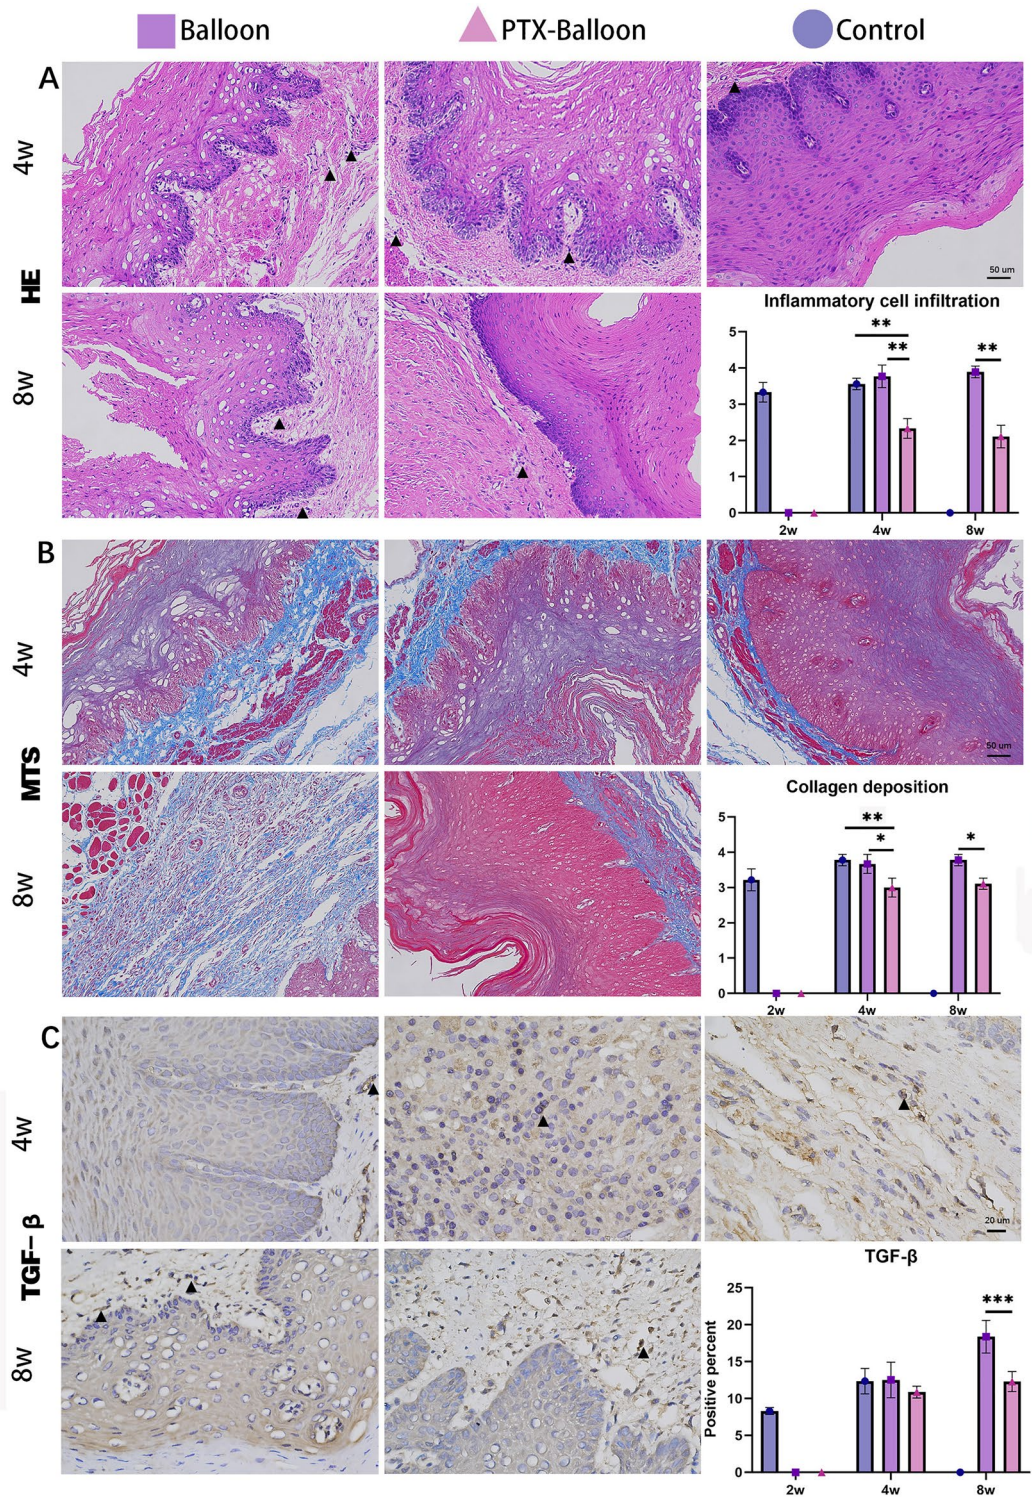 Balloon PTX-Balloon Control
A
4w
HE
50 um
8w
Inflammatory cell infiltration
5
4
3
2
1
0
**
**
**
2w 4w 8w
B
4w
MTS
50 um
8w
Collagen deposition
5
4
3
2
1
0
**
*
*
2w 4w 8w
C
4w
TGF-β
20 um
8w
TGF-β
Positive percent
25
20
15
10
5
0
***
2w 4w 8w